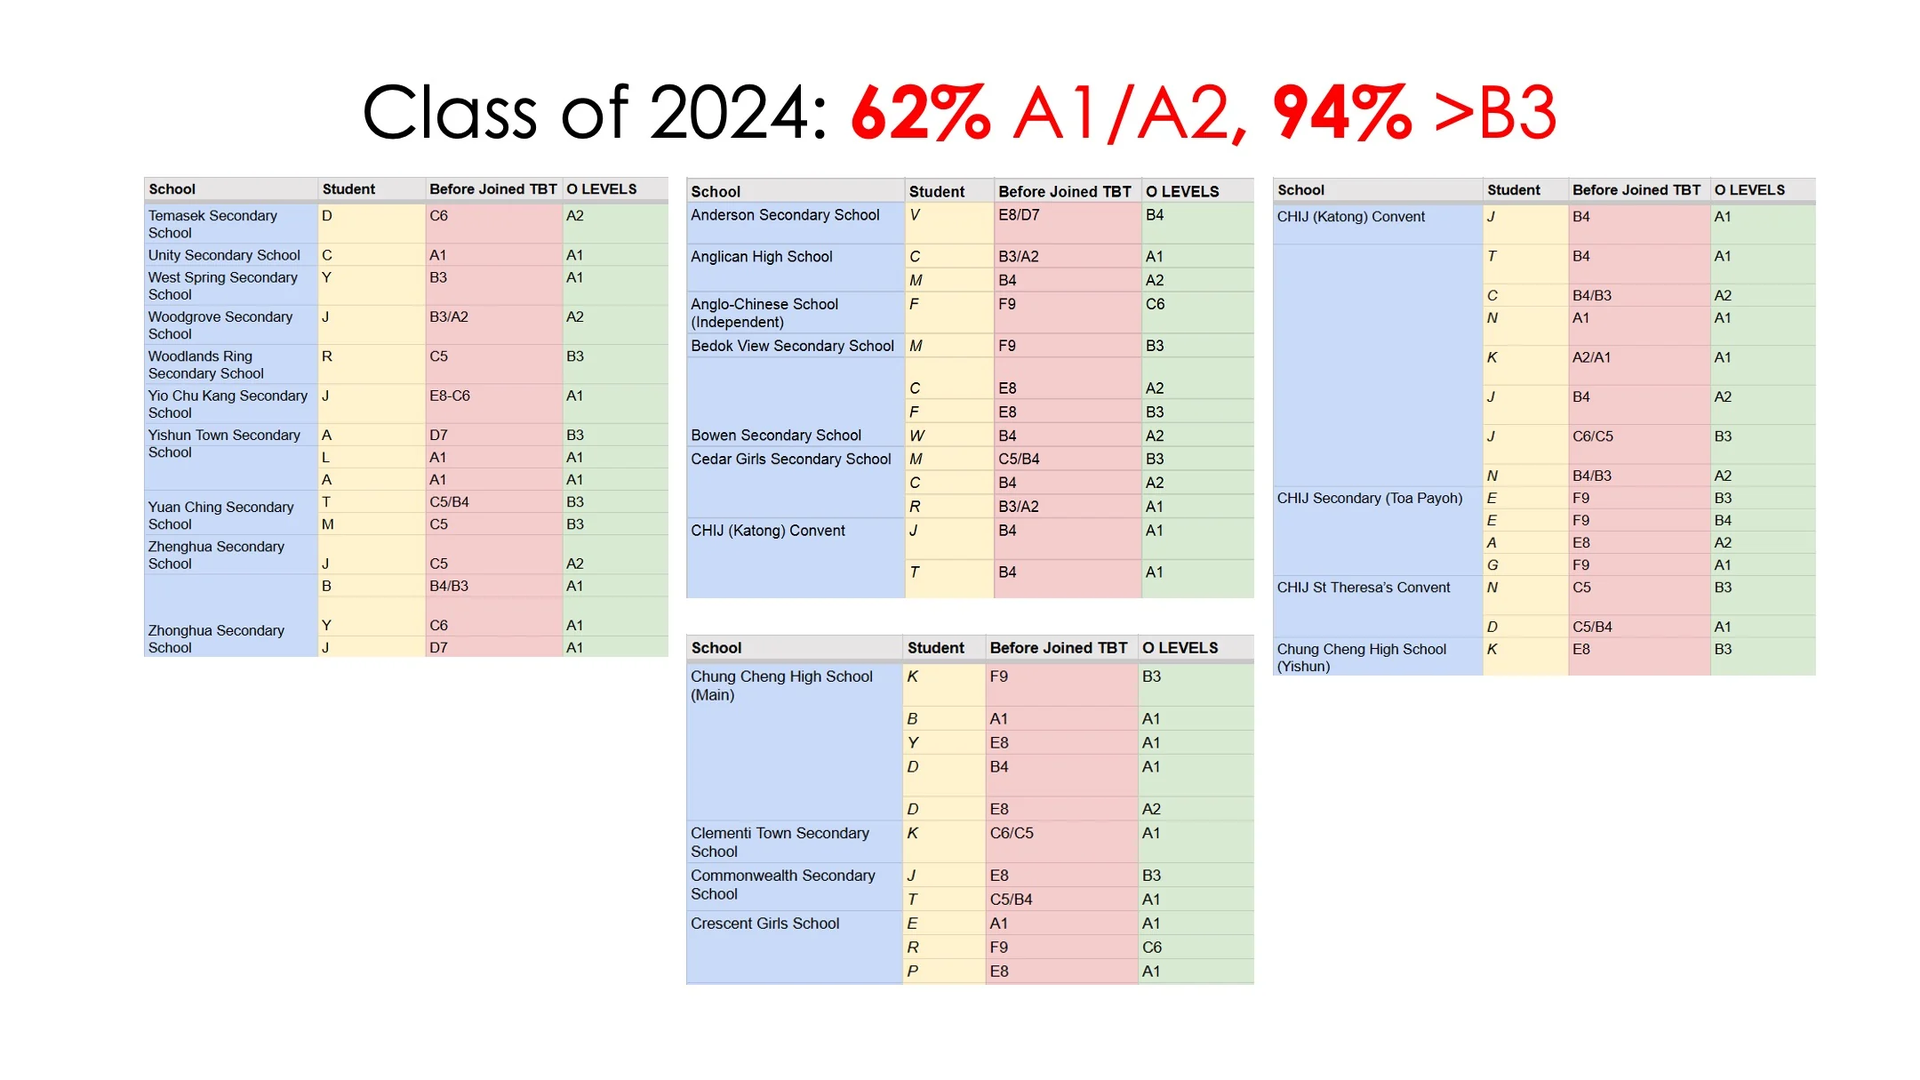 Class of 2024: 62% A1/A2, 94% >B3
School Student Before Joined TBT O LEVELS
Temasek Secondary School D C6 A2
Unity Secondary School C A1 A1
West Spring Secondary School Y B3 A1
Woodgrove Secondary School J B3/A2 A2
Woodlands Ring Secondary School R C5 B3
Yio Chu Kang Secondary School J E8-C6 A1
Yishun Town Secondary School A D7 B3
L A1 A1
A A1 A1
Yuan Ching Secondary School T C5/B4 B3
M C5 B3
Zhenghua Secondary School J C5 A2
B B4/B3 A1
Y C6 A1
Zhonghua Secondary School J D7 A1
School Student Before Joined TBT O LEVELS
Anderson Secondary School V E8/D7 B4
Anglican High School C B3/A2 A1
M B4 A2
Anglo-Chinese School (Independent) F F9 C6
Bedok View Secondary School M F9 B3
C E8 A2
F E8 B3
Bowen Secondary School W B4 A2
Cedar Girls Secondary School M C5/B4 B3
C B4 A2
R B3/A2 A1
CHIJ (Katong) Convent J B4 A1
T B4 A1
School Student Before Joined TBT O LEVELS
Chung Cheng High School (Main) K F9 B3
B A1 A1
Y E8 A1
D B4 A1
D E8 A2
Clementi Town Secondary School K C6/C5 A1
Commonwealth Secondary School J E8 B3
T C5/B4 A1
Crescent Girls School E A1 A1
R F9 C6
P E8 A1
School Student Before Joined TBT O LEVELS
CHIJ (Katong) Convent J B4 A1
T B4 A1
C B4/B3 A2
N A1 A1
K A2/A1 A1
J B4 A2
J C6/C5 B3
N B4/B3 A2
CHIJ Secondary (Toa Payoh) E F9 B3
E F9 B4
A E8 A2
G F9 A1
CHIJ St Theresa’s Convent N C5 B3
D C5/B4 A1
Chung Cheng High School (Yishun) K E8 B3